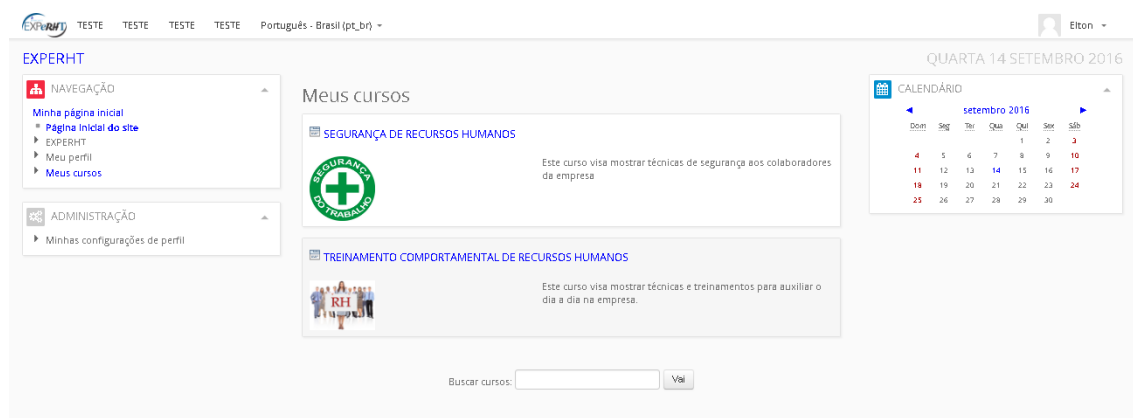 EXPeRHT TESTE TESTE TESTE TESTE Português - Brasil (pt_br) Elton
EXPERHT
QUARTA 14 SETEMBRO 2016
NAVEGAÇÃO
Minha página inicial
Página inicial do site
EXPERHT
Meu perfil
Meus cursos
ADMINISTRAÇÃO
Minhas configurações de perfil
Meus cursos
SEGURANÇA DE RECURSOS HUMANOS
SEGURANÇA
DO TRABALHO
Este curso visa mostrar técnicas de segurança aos colaboradores
da empresa
TREINAMENTO COMPORTAMENTAL DE RECURSOS HUMANOS
RH
Este curso visa mostrar técnicas e treinamentos para auxiliar o
dia a dia na empresa.
Buscar cursos: Vai
CALENDÁRIO
setembro 2016
Dom Seg Ter Qua Qui Sex Sáb
1 2 3
4 5 6 7 8 9 10
11 12 13 14 15 16 17
18 19 20 21 22 23 24
25 26 27 28 29 30